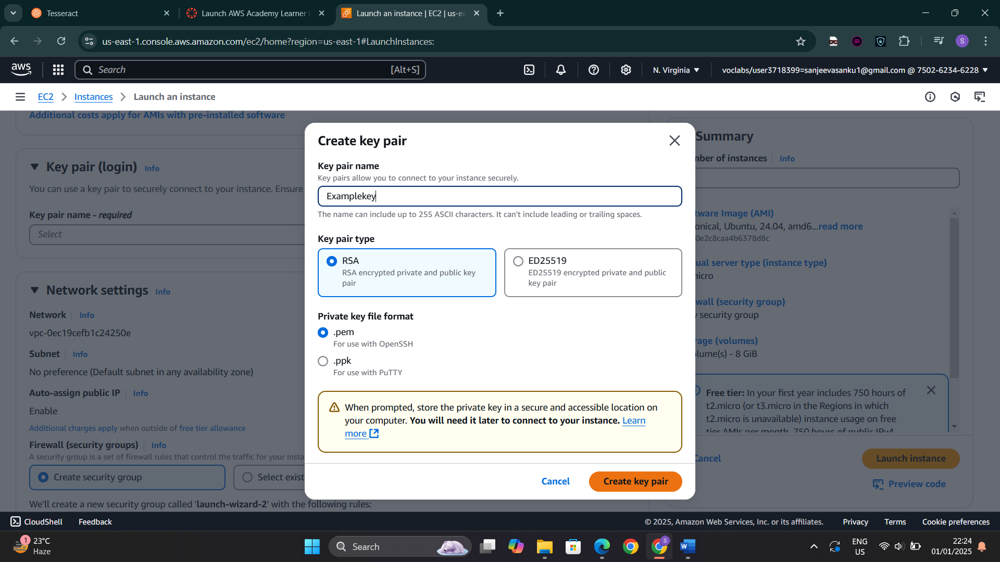 Tesseract
Launch AWS Academy Learner L
Launch an instance | EC2 | us-ea
us-east-1.console.aws.amazon.com/ec2/home?region=us-east-1#LaunchInstances:
S
aws
Search
[Alt+S]
N. Virginia
voclabs/user3718399=sanjeevasanku1@gmail.com @ 7502-6234-6228
EC2
Instances
Launch an instance
Additional costs apply for AMIs with pre-installed software
Key pair (login) Info
You can use a key pair to securely connect to your instance. Ensure
Key pair name - required
Select
Network settings Info
Network Info
vpc-0ec19cefb1c24250e
Subnet Info
No preference (Default subnet in any availability zone)
Auto-assign public IP Info
Enable
Additional charges apply when outside of free tier allowance
Firewall (security groups) Info
A security group is a set of firewall rules that control the traffic for your insta
Create security group
Select exist
We'll create a new security group called 'launch-wizard-2' with the following rules:
Create key pair
Key pair name
Key pairs allow you to connect to your instance securely.
Examplekey
The name can include up to 255 ASCII characters. It can't include leading or trailing spaces.
Key pair type
RSA
RSA encrypted private and public key
pair
ED25519
ED25519 encrypted private and public
key pair
Private key file format
.pem
For use with OpenSSH
.ppk
For use with PuTTY
When prompted, store the private key in a secure and accessible location on
your computer. You will need it later to connect to your instance. Learn
more
Cancel
Create key pair
Summary
nber of instances Info
tware Image (AMI)
onical, Ubuntu, 24.04, amd6...read more
0e2c8caa4b6378d8c
ual server type (instance type)
nicro
wall (security group)
v security group
rage (volumes)
lume(s) - 8 GiB
Free tier: In your first year includes 750 hours of
t2.micro (or t3.micro in the Regions in which
t2.micro is unavailable) instance usage on free
tier AMIs per month, 750 hours of public IPv4
Cancel
Launch instance
Preview code
CloudShell
Feedback
© 2025, Amazon Web Services, Inc. or its affiliates.
Privacy
Terms
Cookie preferences
1
23°C
Haze
Search
S
W
ENG
US
22:24
01/01/2025